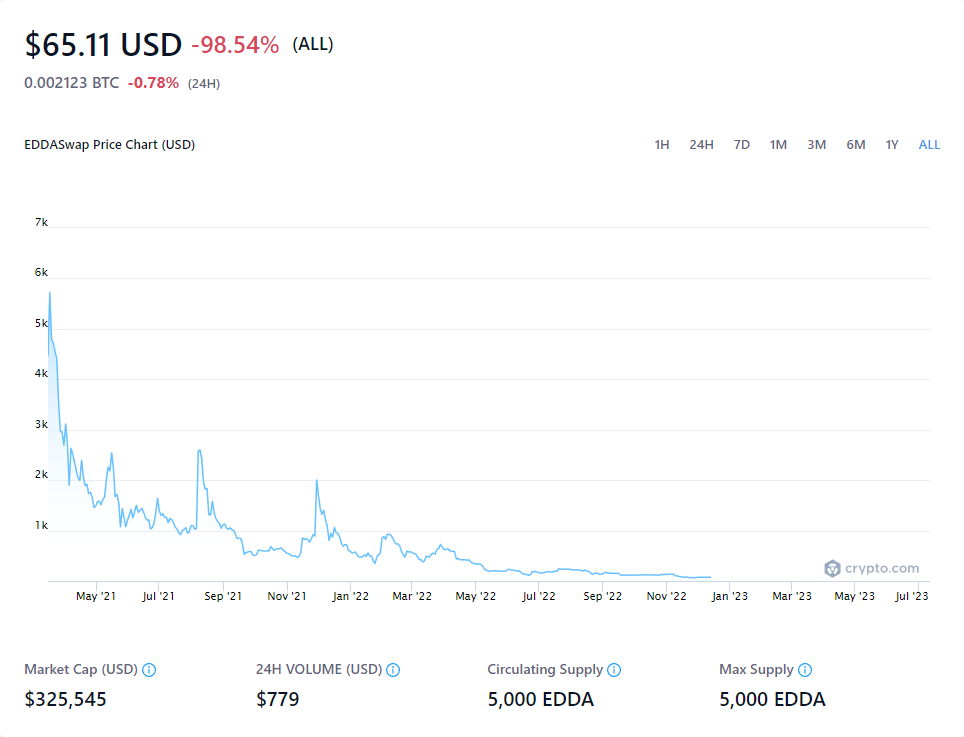 $65.11 USD -98.54% (ALL)
0.002123 BTC -0.78% (24H)
EDDASwap Price Chart (USD) 1H 24H 7D 1M 3M 6M 1Y ALL
7k
6k
5k
4k
3k
2k
1k
crypto.com
May '21 Jul '21 Sep '21 Nov '21 Jan '22 Mar '22 May '22 Jul '22 Sep '22 Nov '22 Jan '23 Mar '23 May '23 Jul '23
Market Cap (USD) 24H VOLUME (USD) Circulating Supply Max Supply
$325,545 $779 5,000 EDDA 5,000 EDDA